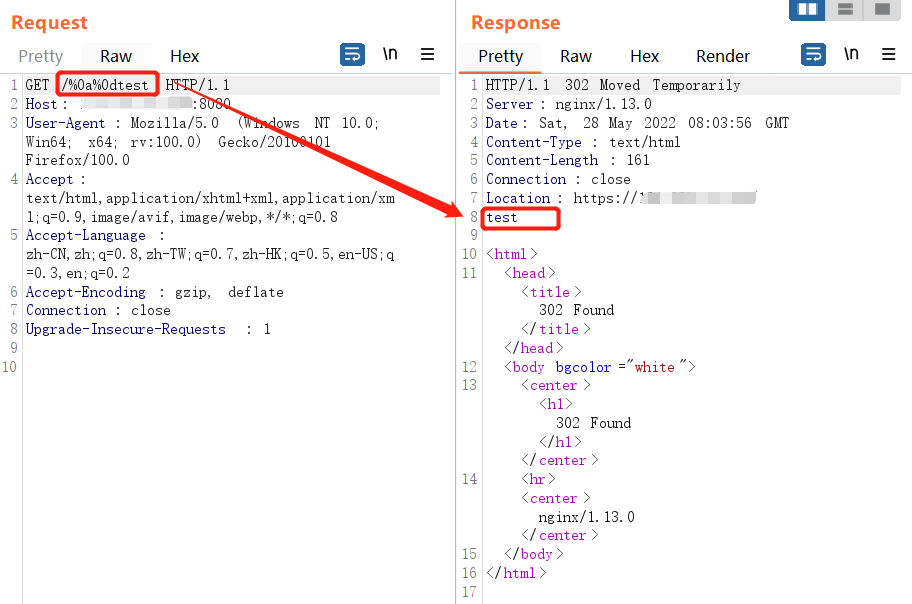 Request
Pretty Raw Hex \n
1 GET /%0a%0dtest HTTP/1.1
2 Host: :8080
3 User-Agent : Mozilla/5.0 (Windows NT 10.0;
Win64; x64; rv:100.0) Gecko/20100101
Firefox/100.0
4 Accept :
text/html,application/xhtml+xml,application/xm
l;q=0.9,image/avif,image/webp,*/*;q=0.8
5 Accept-Language :
zh-CN,zh;q=0.8,zh-TW;q=0.7,zh-HK;q=0.5,en-US;q
=0.3,en;q=0.2
6 Accept-Encoding : gzip, deflate
7 Connection : close
8 Upgrade-Insecure-Requests : 1
9
10
Response
Pretty Raw Hex Render \n
1 HTTP/1.1 302 Moved Temporarily
2 Server : nginx/1.13.0
3 Date : Sat, 28 May 2022 08:03:56 GMT
4 Content-Type : text/html
5 Content-Length : 161
6 Connection : close
7 Location : https://
8 test
9
10 <html>
11 <head>
<title>
302 Found
</title>
</head>
12 <body bgcolor ="white">
13 <center>
<h1>
302 Found
</h1>
</center>
14 <hr>
<center>
nginx/1.13.0
</center>
15 </body>
16 </html>
17